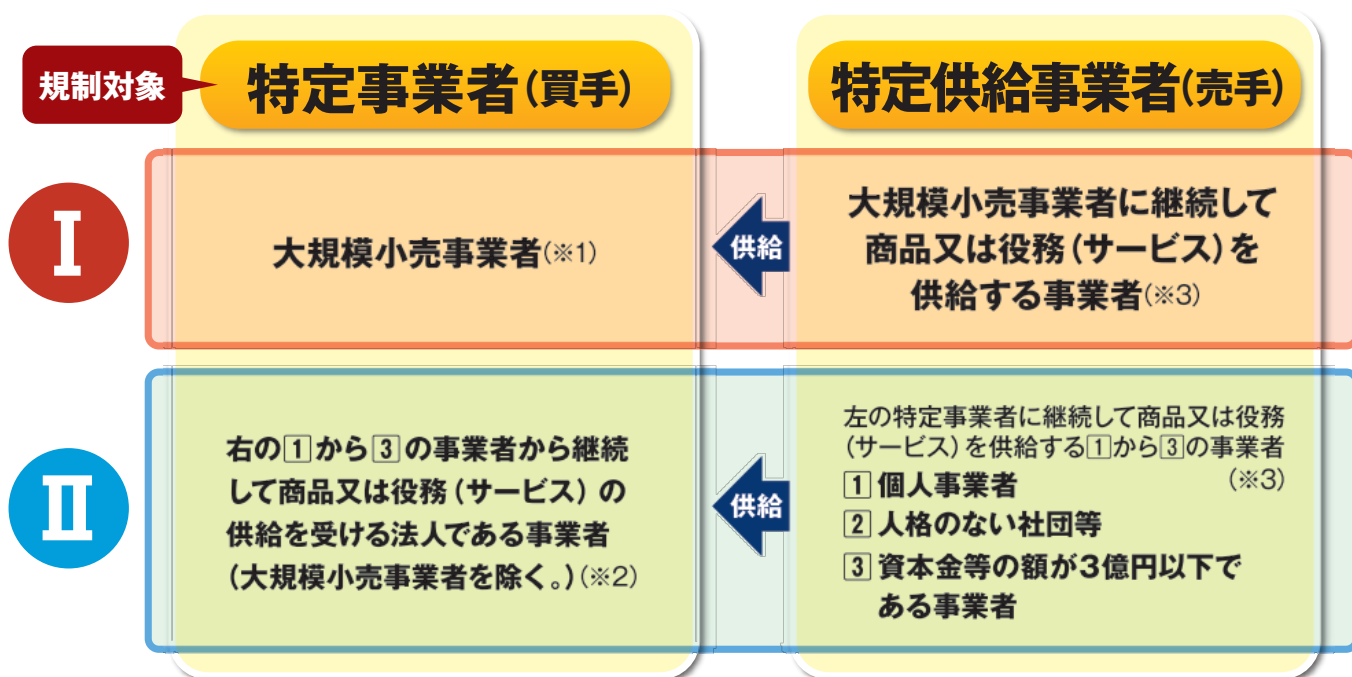 規制対象
特定事業者(買手)
特定供給事業者(売手)
I
大規模小売事業者(※1)
供給
大規模小売事業者に継続して
商品又は役務(サービス)を
供給する事業者(※3)
II
右の1から3の事業者から継続
して商品又は役務(サービス)の
供給を受ける法人である事業者
(大規模小売事業者を除く。)(※2)
供給
左の特定事業者に継続して商品又は役務
(サービス)を供給する1から3の事業者
(※3)
1 個人事業者
2 人格のない社団等
3 資本金等の額が3億円以下で
ある事業者